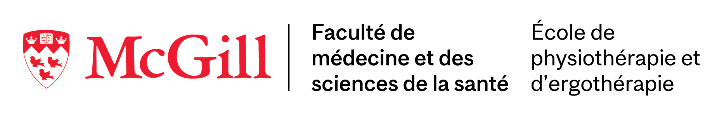 McGill
Faculté de
médecine et des
sciences de la santé
École de
physiothérapie et
d'ergothérapie